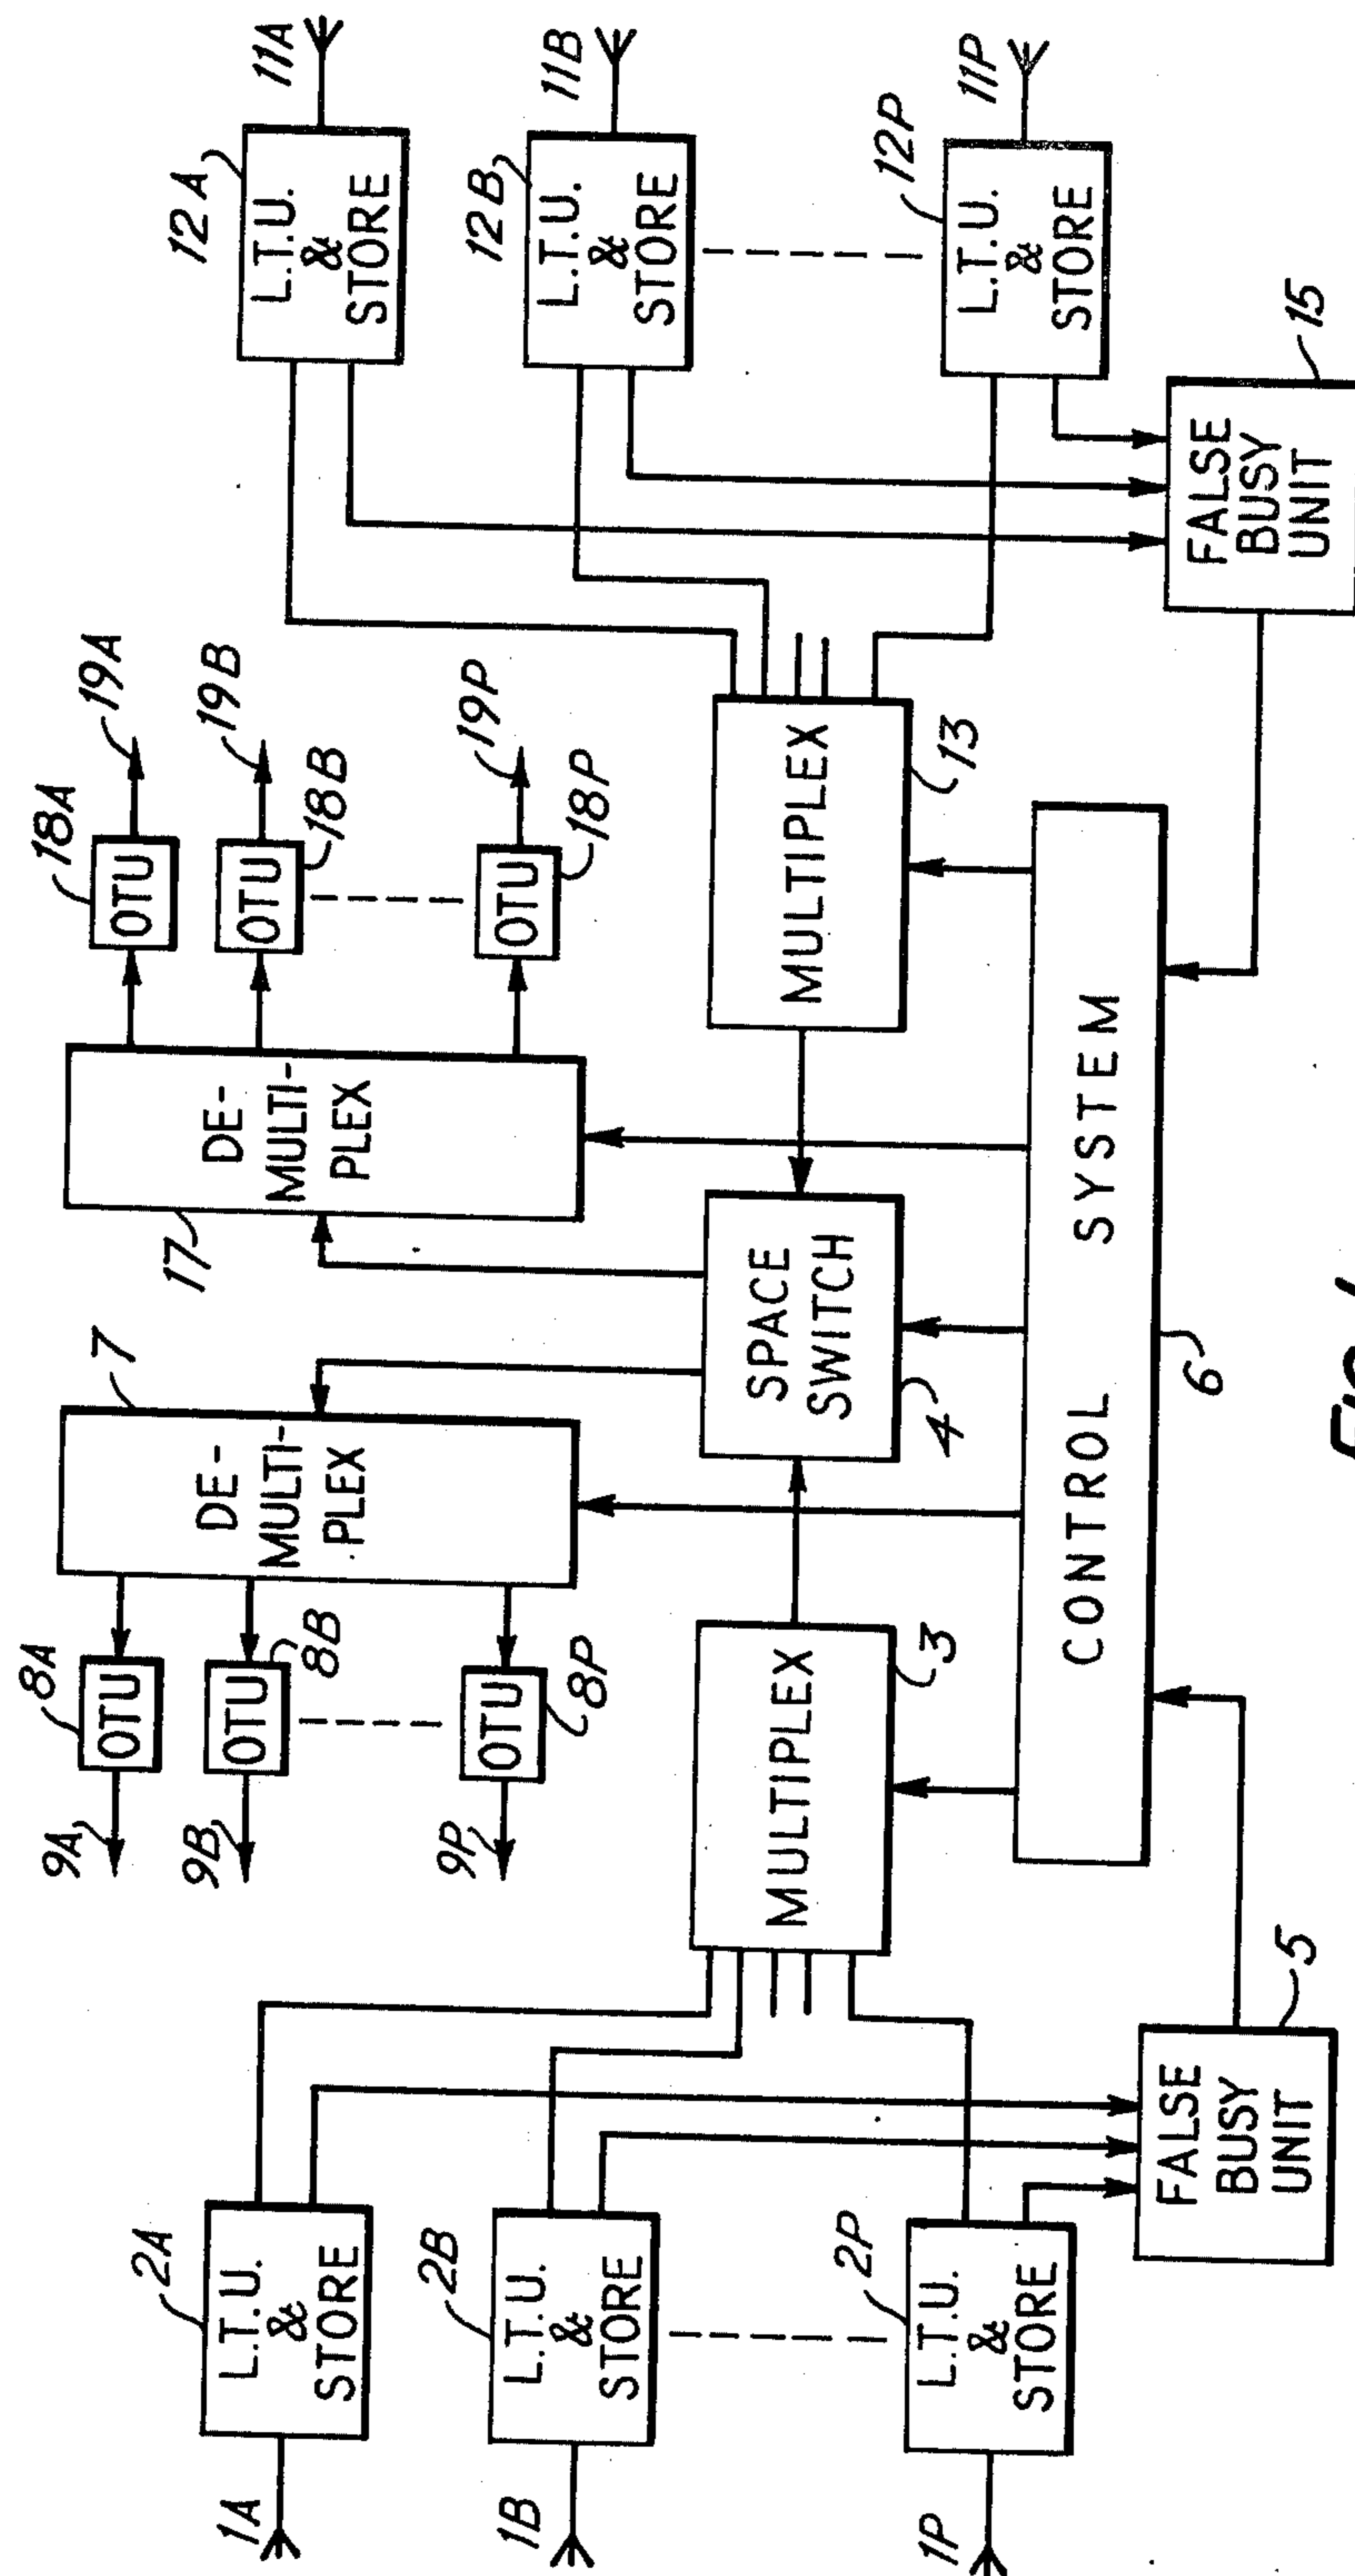 1A
2A
L.T.U.
&
STORE
1B
2B
L.T.U.
&
STORE
1P
2P
L.T.U.
&
STORE
FALSE
BUSY
UNIT
5
9A
8A
OTU
9B
OTU
8B
9P
OTU
8P
7
DE-
MULTI-
PLEX
17
DE-
MULTI-
PLEX
18A
OTU
19A
OTU
18B
19B
OTU
18P
19P
MULTIPLEX
3
SPACE
SWITCH
4
MULTIPLEX
13
CONTROL SYSTEM
6
12A
L.T.U.
&
STORE
11A
12B
L.T.U.
&
STORE
11B
12P
L.T.U.
&
STORE
11P
FALSE
BUSY
UNIT
15